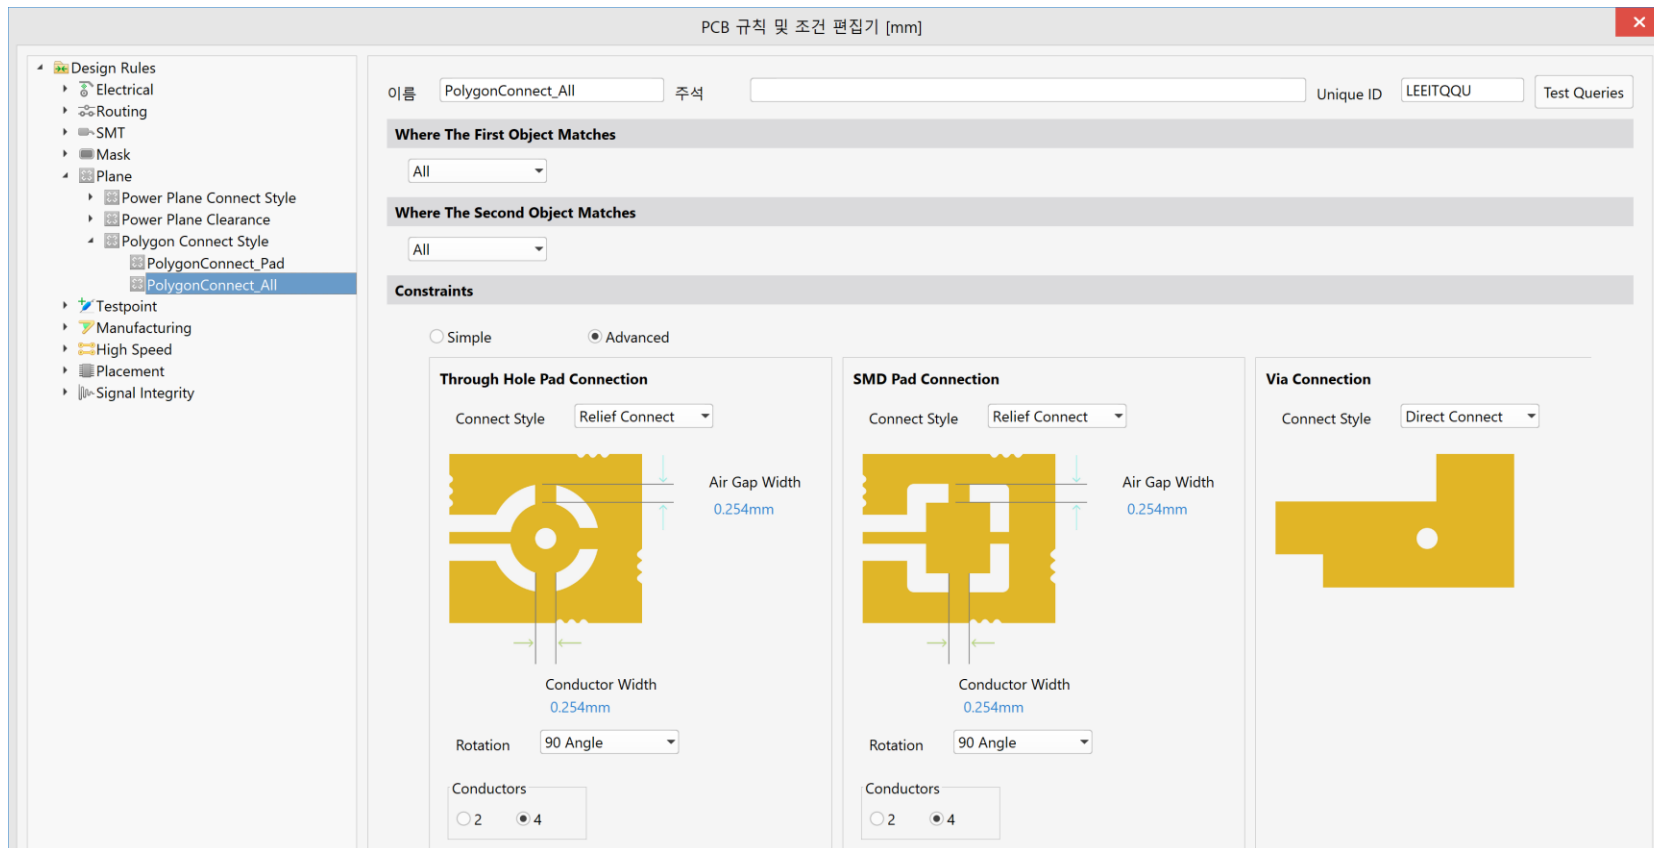 PCB 규칙 및 조건 편집기 [mm]
Design Rules
Electrical
Routing
SMT
Mask
Plane
Power Plane Connect Style
Power Plane Clearance
Polygon Connect Style
PolygonConnect_Pad
PolygonConnect_All
Testpoint
Manufacturing
High Speed
Placement
Signal Integrity
이름 PolygonConnect_All 주석 Unique ID LEEITQQU Test Queries
Where The First Object Matches
All
Where The Second Object Matches
All
Constraints
Simple Advanced
Through Hole Pad Connection
Connect Style Relief Connect
Air Gap Width
0.254mm
Conductor Width
0.254mm
Rotation 90 Angle
Conductors
2 4
SMD Pad Connection
Connect Style Relief Connect
Air Gap Width
0.254mm
Conductor Width
0.254mm
Rotation 90 Angle
Conductors
2 4
Via Connection
Connect Style Direct Connect